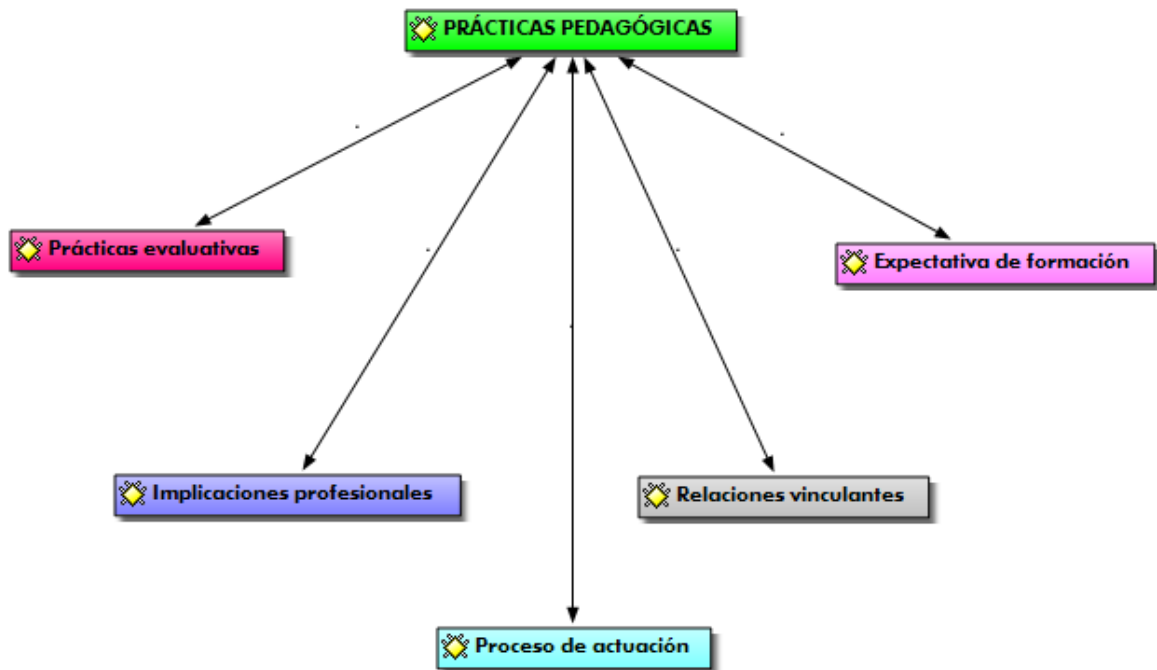 PRÁCTICAS PEDAGÓGICAS
Prácticas evaluativas
Expectativa de formación
Implicaciones profesionales
Relaciones vinculantes
Proceso de actuación